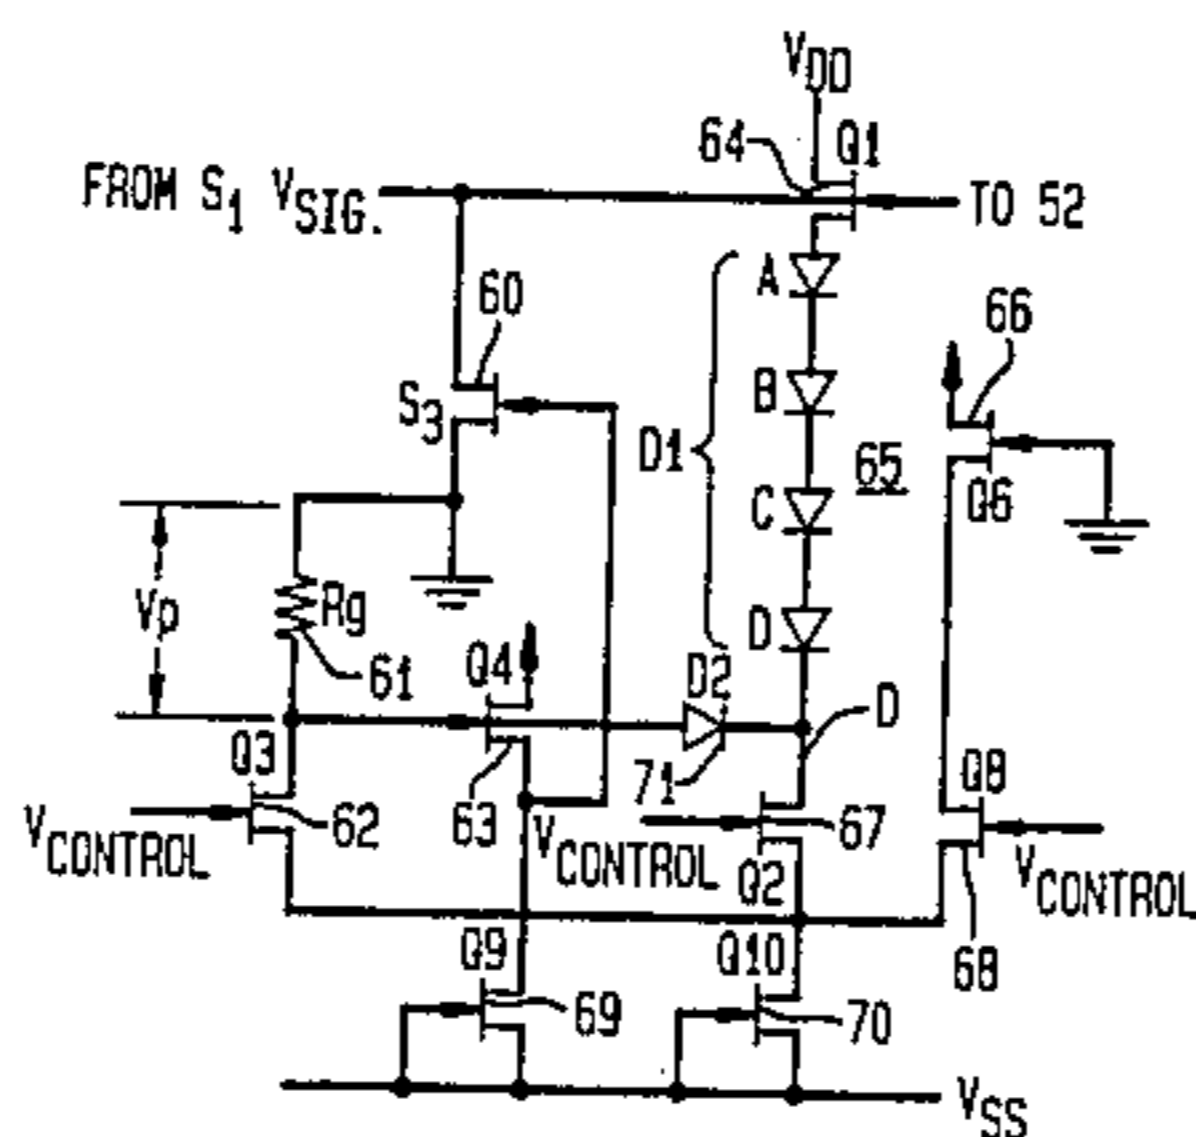 VDD
64
Q1
FROM S1 VSIG.
TO 52
60
A
66
S3
B
D1
65
C
Q6
Vp
Rg
D
Q4
61
D2
D
Q3
71
Q8
62
63
67
VCONTROL
VCONTROL
Q2
VCONTROL
Q9
Q10
68
69
70
VSS